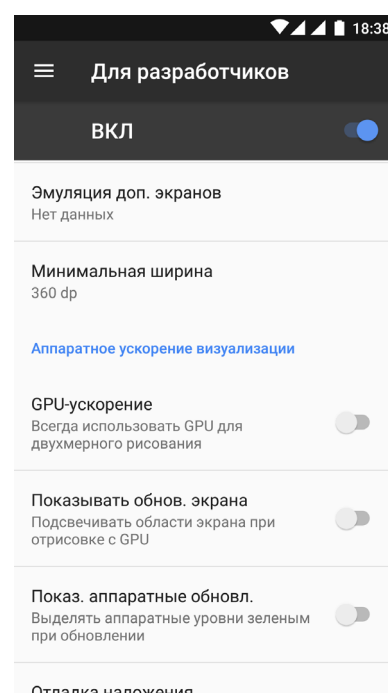 18:38
Для разработчиков
ВКЛ
Эмуляция доп. экранов
Нет данных
Минимальная ширина
360 dp
Аппаратное ускорение визуализации
GPU-ускорение
Всегда использовать GPU для
двухмерного рисования
Показывать обнов. экрана
Подсвечивать области экрана при
отрисовке с GPU
Показ. аппаратные обновл.
Выделять аппаратные уровни зеленым
при обновлении
Отладка наложения